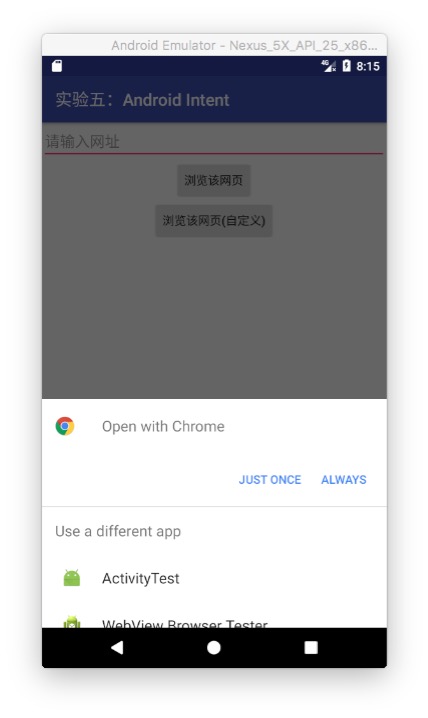 Android Emulator - Nexus_5X_API_25_x86...
4G 8:15
实验五：Android Intent
请输入网址
浏览该网页
浏览该网页(自定义)
Open with Chrome
JUST ONCE ALWAYS
Use a different app
ActivityTest
WebView Browser Tester